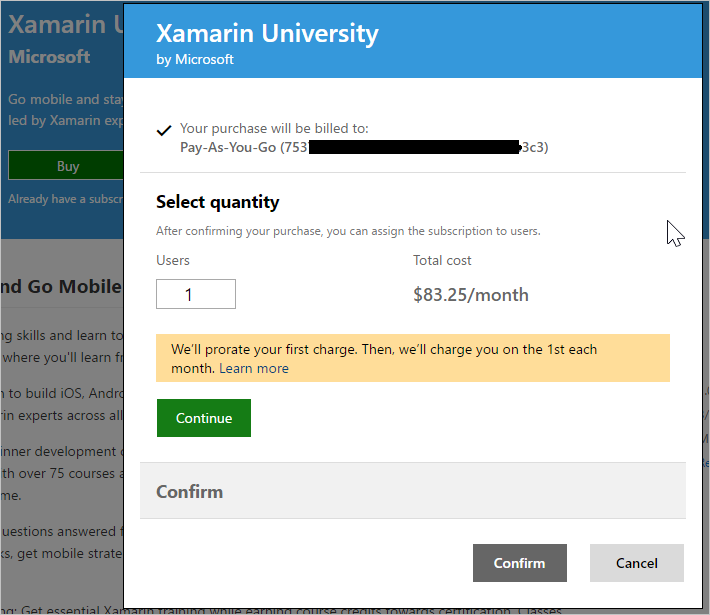 Xamarin University
by Microsoft
Your purchase will be billed to:
Pay-As-You-Go (753 3c3)
Select quantity
After confirming your purchase, you can assign the subscription to users.
Users
Total cost
1
$83.25/month
We'll prorate your first charge. Then, we'll charge you on the 1st each
month. Learn more
Continue
Confirm
Confirm
Cancel
Xamarin U
Microsoft
Go mobile and stay
led by Xamarin exp
Buy
Already have a subscr
nd Go Mobile
ng skills and learn to
where you'll learn fr
n to build iOS, Andro
rin experts across all
inner development c
ith over 75 courses a
me.
uestions answered f
ks, get mobile strate
ng: Get essential Xamarin training while earning course credits towards certification. Classes